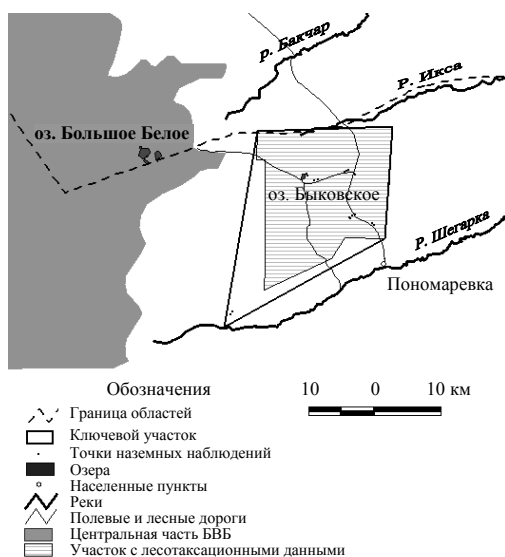 р. Бакчар
Р. Икса
оз. Большое Белое
оз. Быковское
Р. Шегарка
Пономаревка
Обозначения
10 0 10 км
Граница областей
Ключевой участок
Точки наземных наблюдений
Озера
Населенные пункты
Реки
Полевые и лесные дороги
Центральная часть БВБ
Участок с лесотаксационными данными